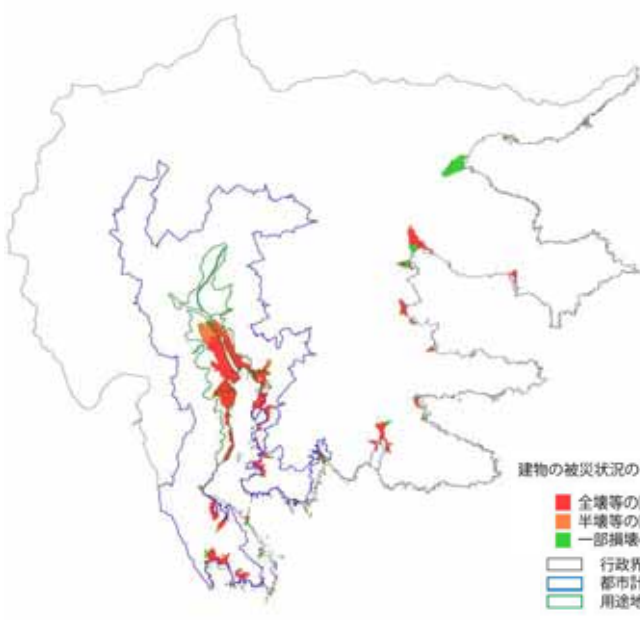 建物の被災状況の
全壊等の
半壊等の
一部損壊
行政界
都市計
用途地